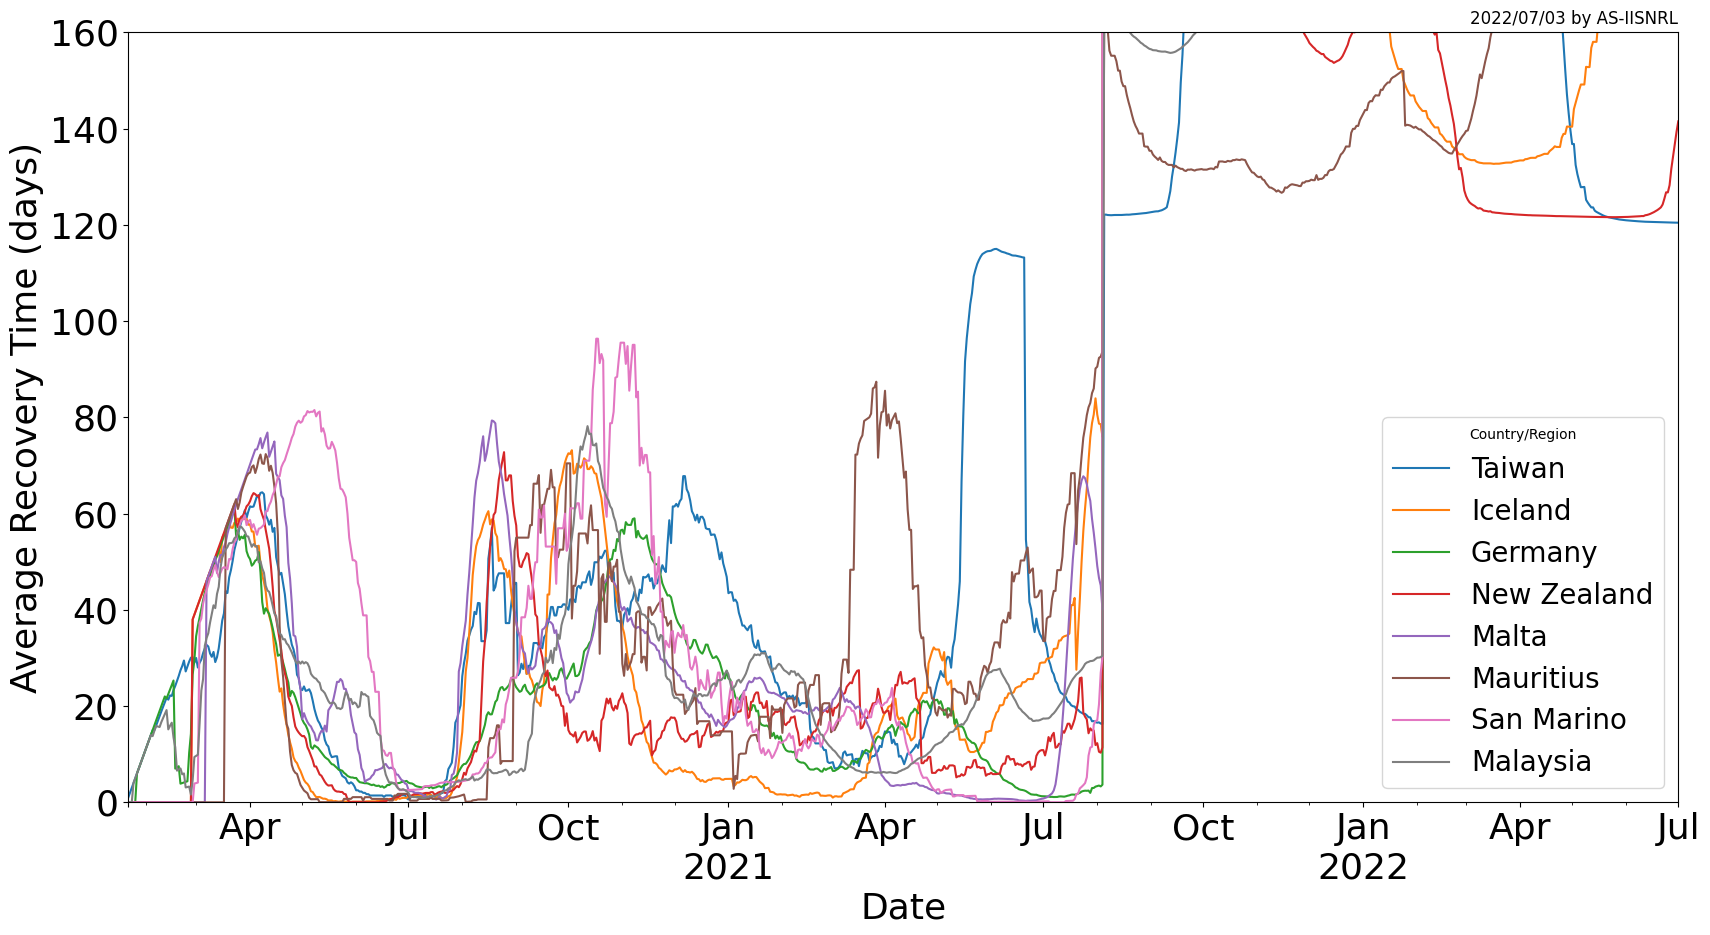 2022/07/03 by AS-IISNRL
Average Recovery Time (days)
160
140
120
100
80
60
40
20
0
Country/Region
Taiwan
Iceland
Germany
New Zealand
Malta
Mauritius
San Marino
Malaysia
Apr Jul Oct Jan Apr Jul Oct Jan Apr Jul
2021 2022
Date